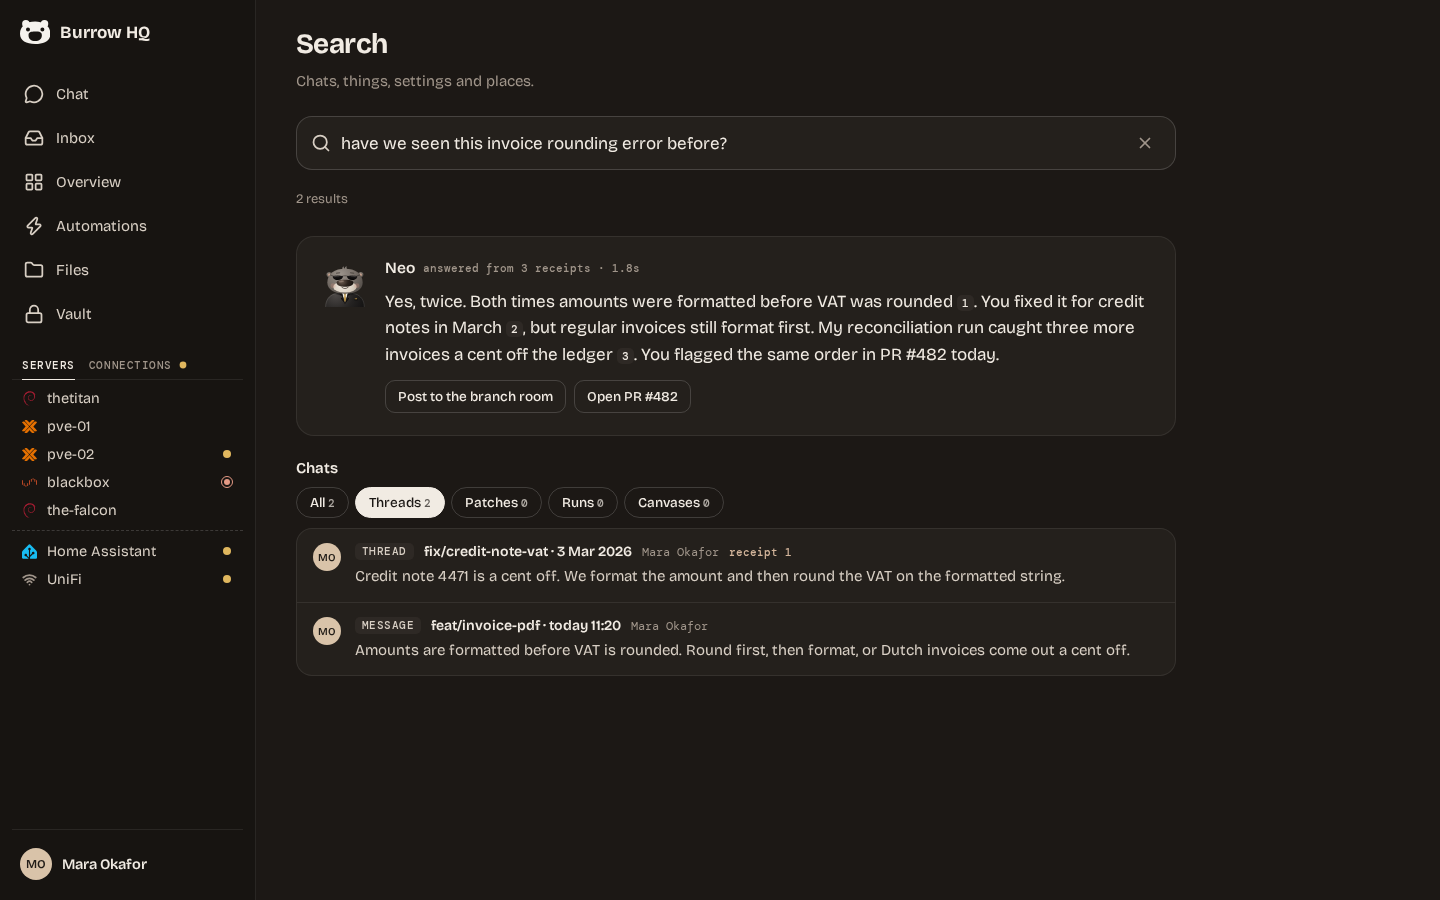 Burrow HQ
Chat
Inbox
Overview
Automations
Files
Vault
SERVERS CONNECTIONS
thetitan
pve-01
pve-02
blackbox
the-falcon
Home Assistant
UniFi
MO Mara Okafor
Search
Chats, things, settings and places.
have we seen this invoice rounding error before?
2 results
Neo answered from 3 receipts · 1.8s
Yes, twice. Both times amounts were formatted before VAT was rounded 1. You fixed it for credit
notes in March 2, but regular invoices still format first. My reconciliation run caught three more
invoices a cent off the ledger 3. You flagged the same order in PR #482 today.
Post to the branch room Open PR #482
Chats
All 2 Threads 2 Patches 0 Runs 0 Canvases 0
MO THREAD fix/credit-note-vat · 3 Mar 2026 Mara Okafor receipt 1
Credit note 4471 is a cent off. We format the amount and then round the VAT on the formatted string.
MO MESSAGE feat/invoice-pdf · today 11:20 Mara Okafor
Amounts are formatted before VAT is rounded. Round first, then format, or Dutch invoices come out a cent off.